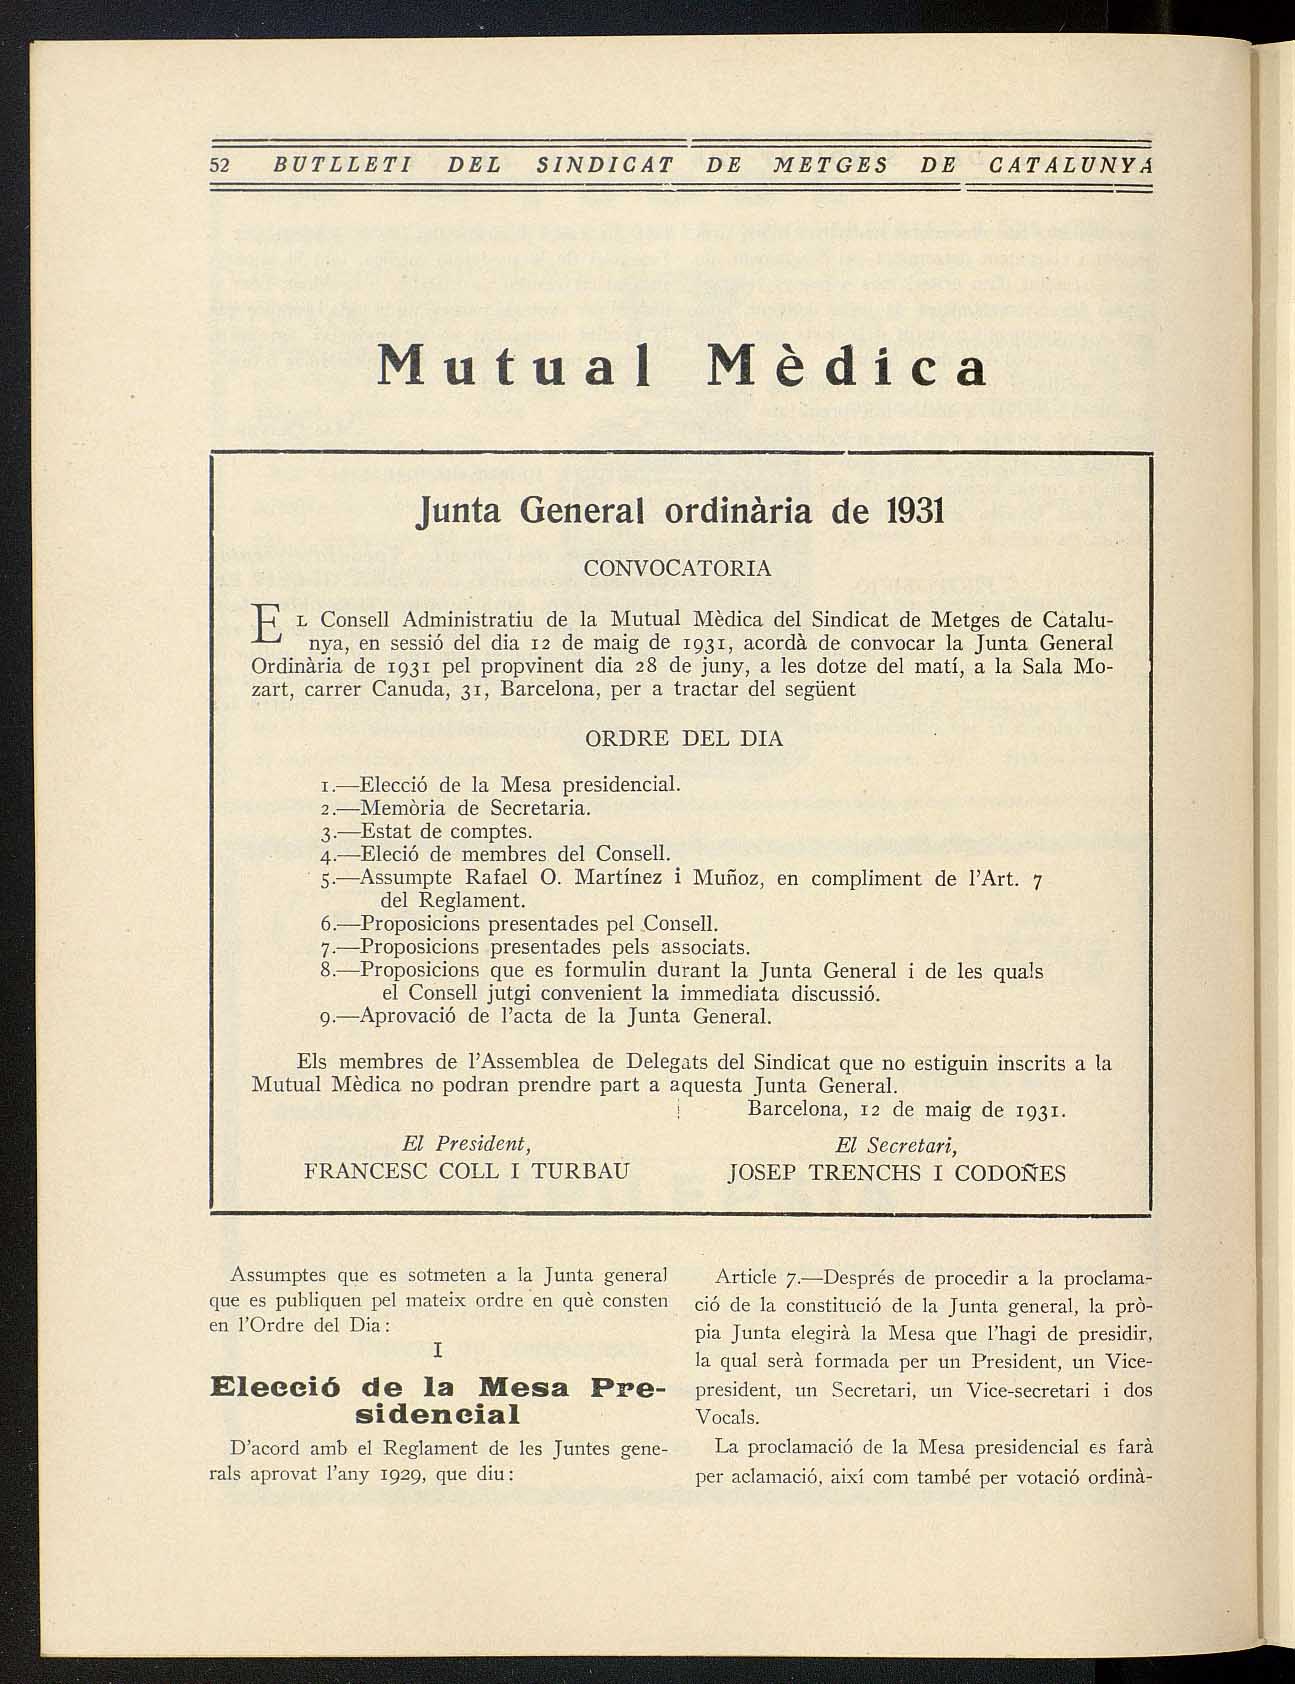 52 BUTLLETI DEL SINDICAT DE METGES DE CATALUNYA
Mutual Mèdica
Junta General ordinària de 1931
CONVOCATORIA
EL Consell Administratiu de la Mutual Mèdica del Sindicat de Metges de Catalu-
nya, en sessió del dia 12 de maig de 1931, acordà de convocar la Junta General
Ordinària de 1931 pel propvinent dia 28 de juny, a les dotze del matí, a la Sala Mo-
zart, carrer Canuda, 31, Barcelona, per a tractar del següent
ORDRE DEL DIA
1.—Elecció de la Mesa presidencial.
2.—Memòria de Secretaria.
3.—Estat de comptes.
4.—Eleció de membres del Consell.
5.—Assumpte Rafael O. Martínez i Muñoz, en compliment de l'Art. 7
del Reglament.
6.—Proposicions presentades pel Consell.
7.—Proposicions presentades pels associats.
8.—Proposicions que es formulin durant la Junta General i de les quals
el Consell jutgi convenient la immediata discussió.
9.—Aprovació de l'acta de la Junta General.
Els membres de l'Assemblea de Delegats del Sindicat que no estiguin inscrits a la
Mutual Mèdica no podran prendre part a aquesta Junta General.
Barcelona, 12 de maig de 1931.
El President,
FRANCESC COLL I TURBAU
El Secretari,
JOSEP TRENCHS I CODOÑES
Assumptes que es sotmeten a la Junta general
que es publiquen pel mateix ordre en què consten
en l'Ordre del Dia:
I
Elecció de la Mesa Pre-
sidencial
D'acord amb el Reglament de les Juntes gene-
rals aprovat l'any 1929, que diu:
Article 7.—Després de procedir a la proclama-
ció de la constitució de la Junta general, la prò-
pia Junta elegirà la Mesa que l'hagi de presidir,
la qual serà formada per un President, un Vice-
president, un Secretari, un Vice-secretari i dos
Vocals.
La proclamació de la Mesa presidencial es farà
per aclamació, així com també per votació ordinà-